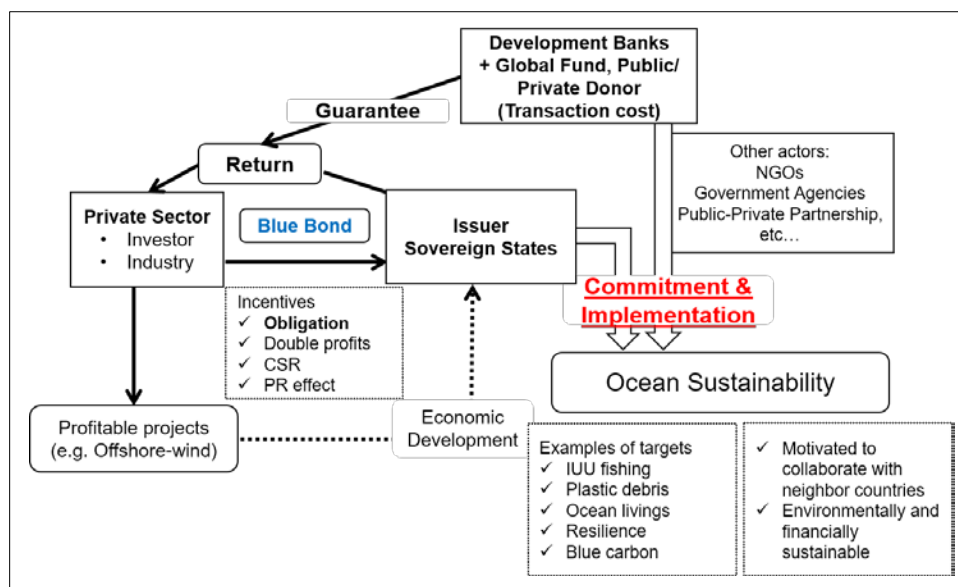 Development Banks
+ Global Fund, Public/
Private Donor
(Transaction cost)
Guarantee
Return
Other actors:
NGOs
Government Agencies
Public-Private Partnership,
etc…
Private Sector
• Investor
• Industry
Blue Bond
Issuer
Sovereign States
Commitment &
Implementation
Incentives
✓ Obligation
✓ Double profits
✓ CSR
✓ PR effect
Ocean Sustainability
Profitable projects
(e.g. Offshore-wind)
Economic
Development
Examples of targets
✓ IUU fishing
✓ Plastic debris
✓ Ocean livings
✓ Resilience
✓ Blue carbon
✓ Motivated to
collaborate with
neighbor countries
✓ Environmentally and
financially
sustainable